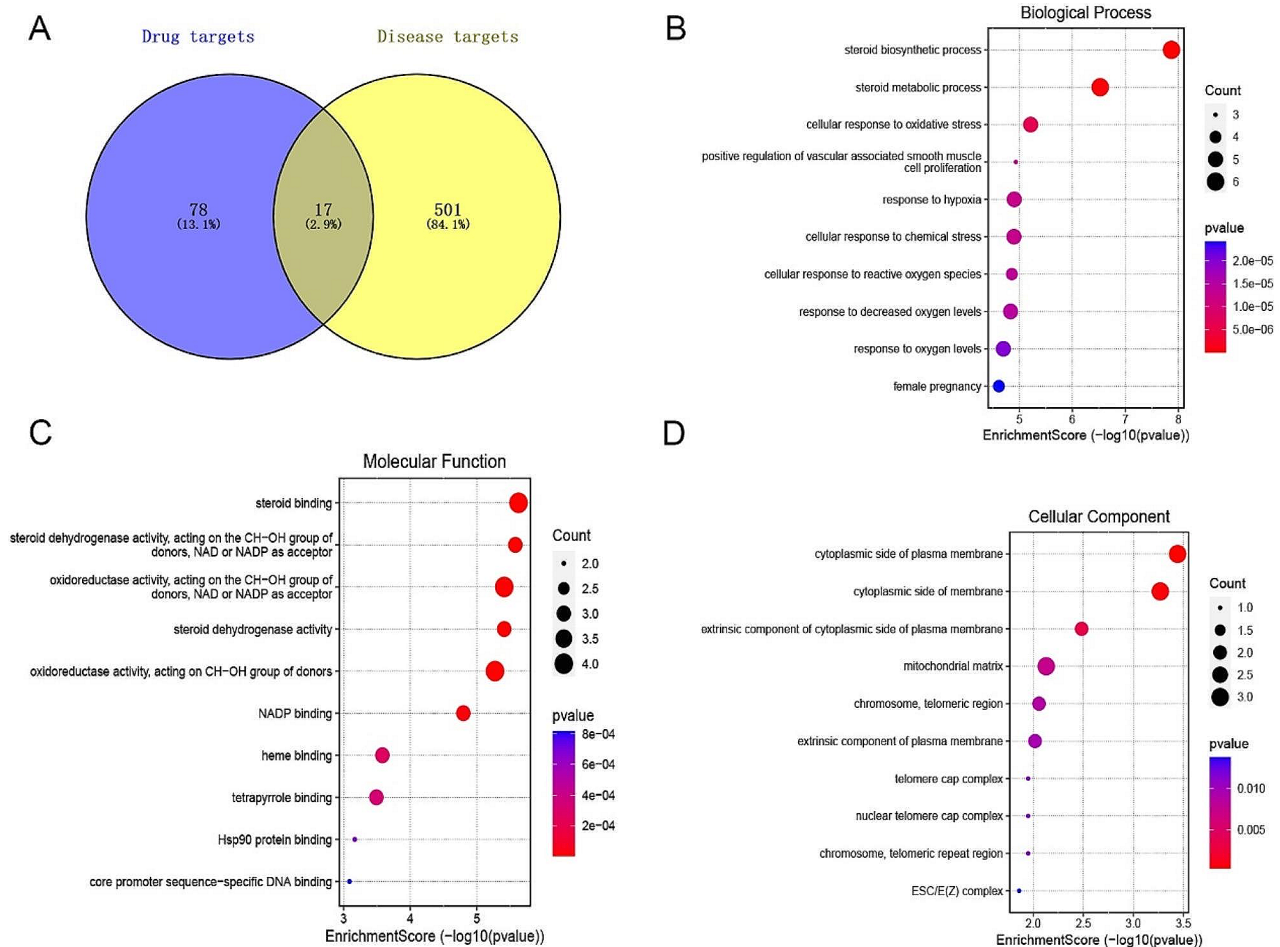 A
Drug targets
Disease targets
78
(13.1%)
17
(2.9%)
501
(84.1%)
B
Biological Process
steroid biosynthetic process
steroid metabolic process
cellular response to oxidative stress
positive regulation of vascular associated smooth muscle
cell proliferation
response to hypoxia
cellular response to chemical stress
cellular response to reactive oxygen species
response to decreased oxygen levels
response to oxygen levels
female pregnancy
5 6 7 8
EnrichmentScore (−log10(pvalue))
Count
3
4
5
6
pvalue
2.0e−05
1.5e−05
1.0e−05
5.0e−06
C
Molecular Function
steroid binding
steroid dehydrogenase activity, acting on the CH−OH group of
donors, NAD or NADP as acceptor
oxidoreductase activity, acting on the CH−OH group of
donors, NAD or NADP as acceptor
steroid dehydrogenase activity
oxidoreductase activity, acting on CH−OH group of donors
NADP binding
heme binding
tetrapyrrole binding
Hsp90 protein binding
core promoter sequence−specific DNA binding
3 4 5
EnrichmentScore (−log10(pvalue))
Count
2.0
2.5
3.0
3.5
4.0
pvalue
8e−04
6e−04
4e−04
2e−04
D
Cellular Component
cytoplasmic side of plasma membrane
cytoplasmic side of membrane
extrinsic component of cytoplasmic side of plasma membrane
mitochondrial matrix
chromosome, telomeric region
extrinsic component of plasma membrane
telomere cap complex
nuclear telomere cap complex
chromosome, telomeric repeat region
ESC/E(Z) complex
2.0 2.5 3.0 3.5
EnrichmentScore (−log10(pvalue))
Count
1.0
1.5
2.0
2.5
3.0
pvalue
0.010
0.005